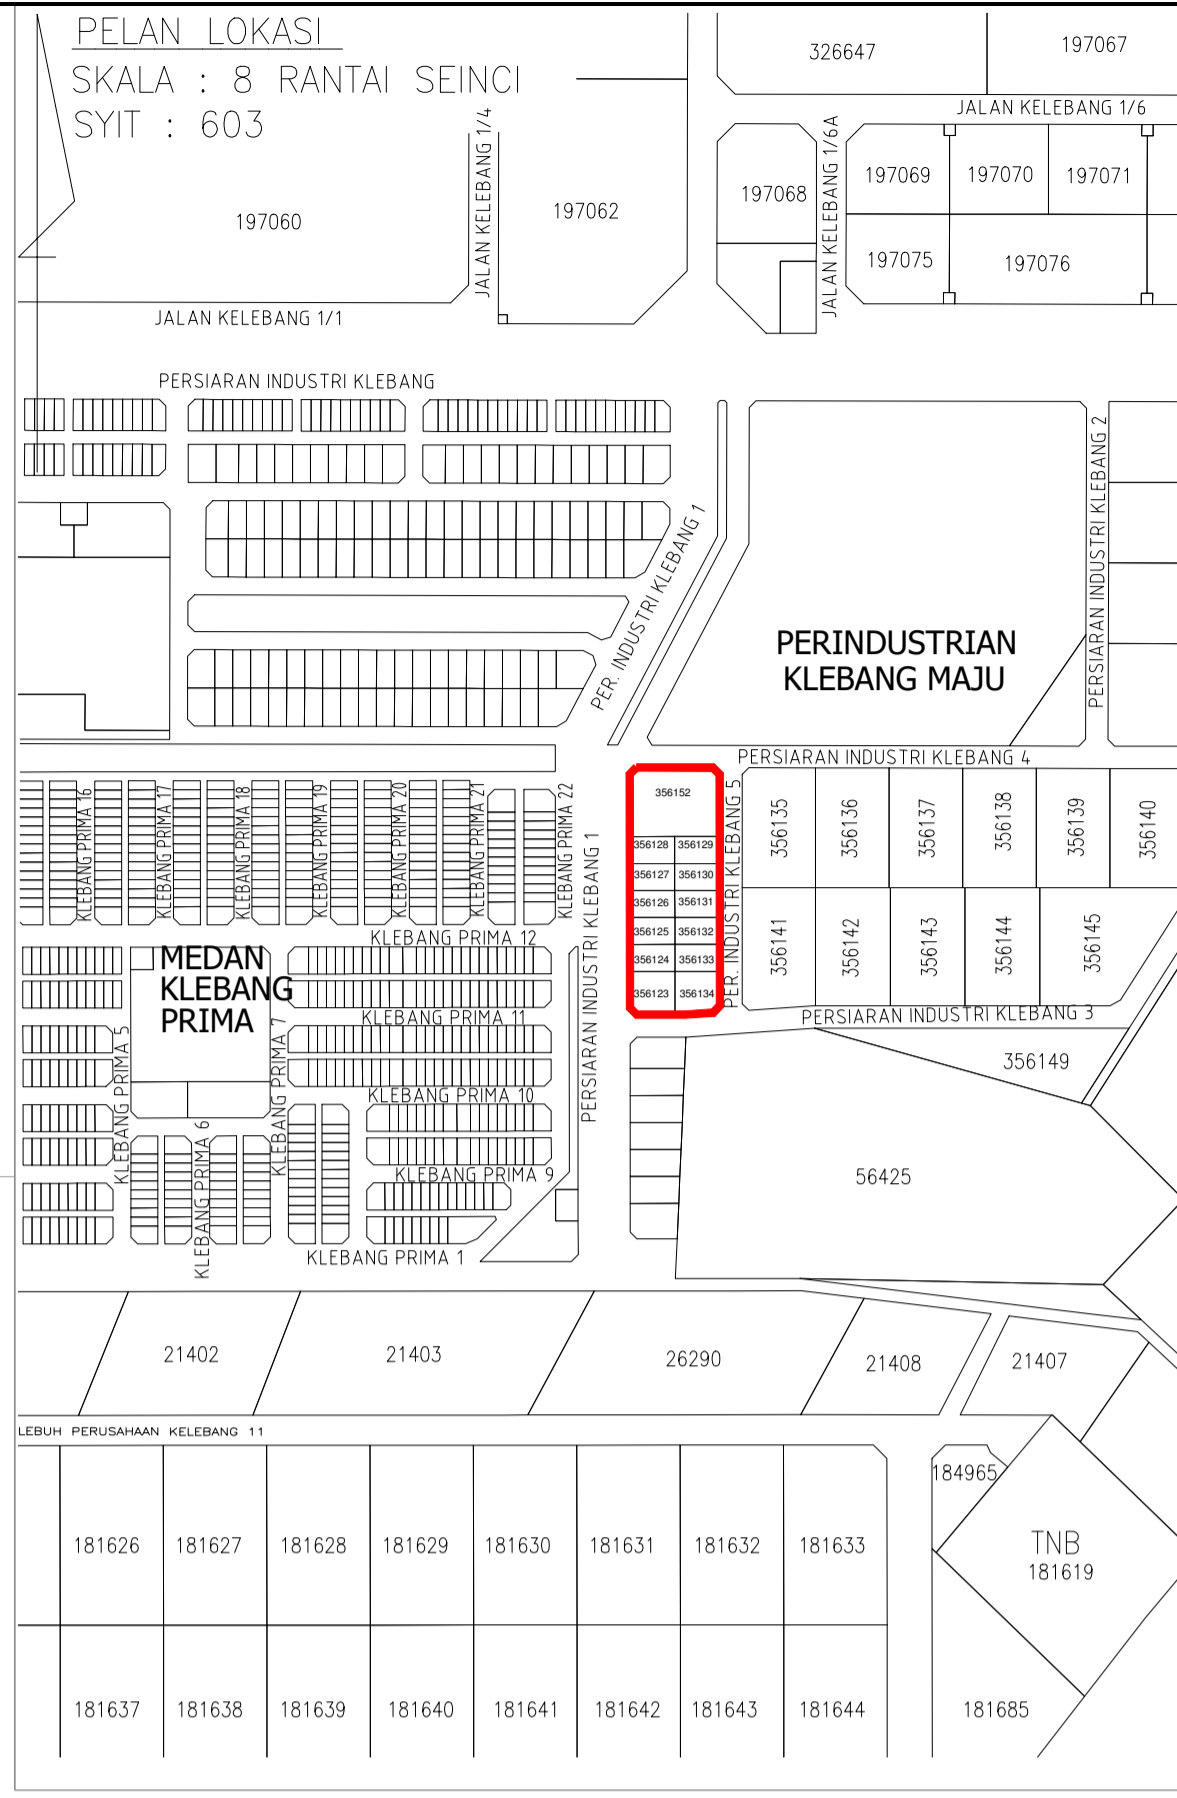 PELAN LOKASI
SKALA : 8 RANTAI SEINCI
SYIT : 603
326647
197067
JALAN KELEBANG 1/6
JALAN KELEBANG 1/4
JALAN KELEBANG 1/6A
197060
197062
197068
197069
197070
197071
197075
197076
JALAN KELEBANG 1/1
PERSIARAN INDUSTRI KLEBANG
PERSIARAN INDUSTRI KLEBANG 2
PER. INDUSTRI KLEBANG 1
PERINDUSTRIAN
KLEBANG MAJU
PERSIARAN INDUSTRI KLEBANG 4
KLEBANG PRIMA 16
KLEBANG PRIMA 17
KLEBANG PRIMA 18
KLEBANG PRIMA 19
KLEBANG PRIMA 20
KLEBANG PRIMA 21
KLEBANG PRIMA 22
PERSIARAN INDUSTRI KLEBANG 1
356152
356128
356129
356127
356130
356126
356131
356125
356132
356124
356133
356123
356134
PER. INDUSTRI KLEBANG 5
356135
356136
356137
356138
356139
356140
356141
356142
356143
356144
356145
PERSIARAN INDUSTRI KLEBANG 3
356149
56425
KLEBANG PRIMA 12
MEDAN
KLEBANG
PRIMA
KLEBANG PRIMA 11
KLEBANG PRIMA 5
KLEBANG PRIMA 7
KLEBANG PRIMA 10
KLEBANG PRIMA 6
KLEBANG PRIMA 9
KLEBANG PRIMA 1
21402
21403
26290
21408
21407
LEBUH PERUSAHAAN KELEBANG 11
184965
181626
181627
181628
181629
181630
181631
181632
181633
TNB
181619
181637
181638
181639
181640
181641
181642
181643
181644
181685